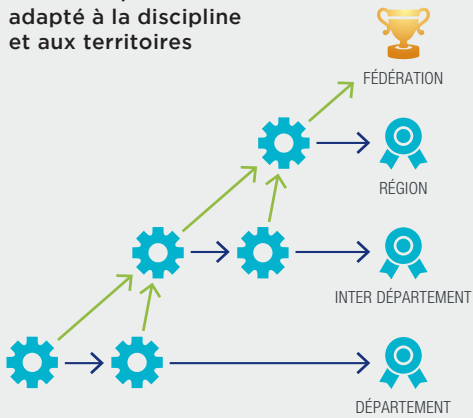 adapté à la discipline
et aux territoires
FÉDÉRATION
RÉGION
INTER DÉPARTEMENT
DÉPARTEMENT